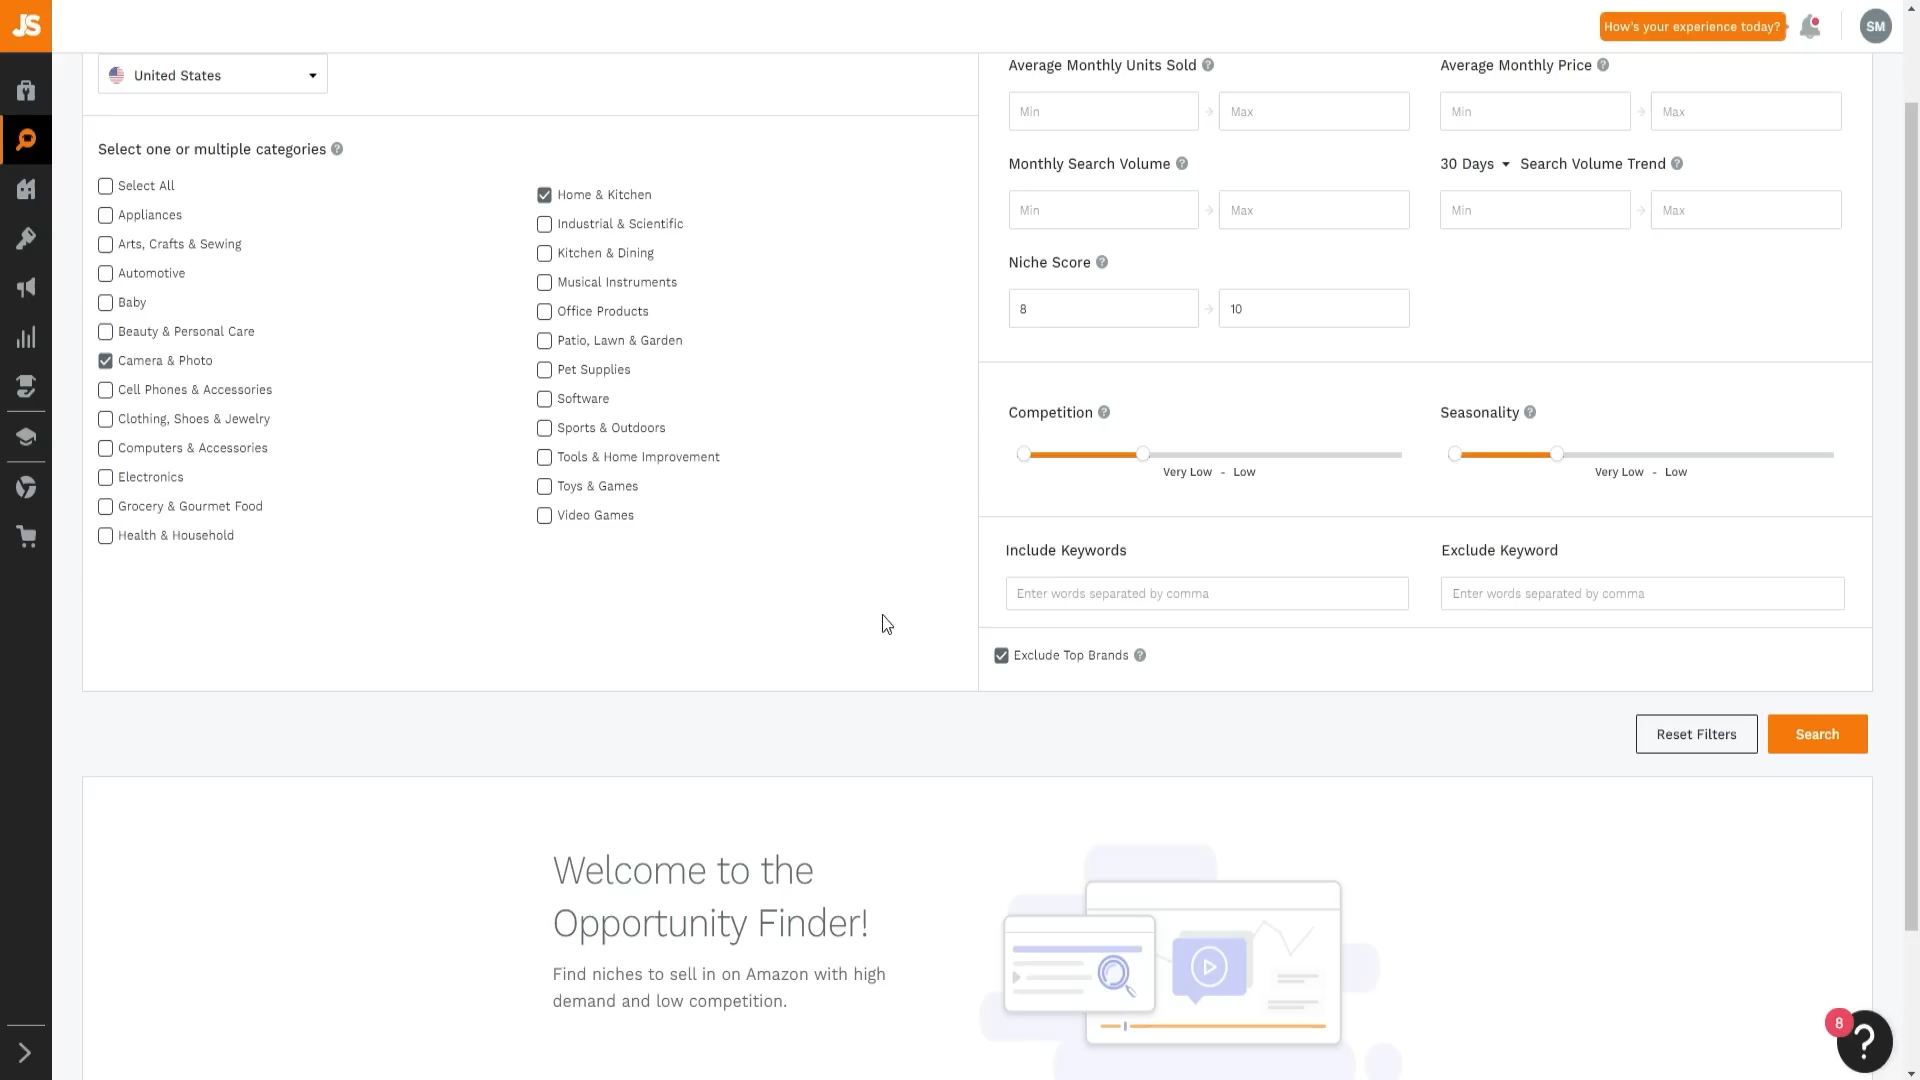 JS
How's your experience today?
SM
United States
Select one or multiple categories
Select All
Appliances
Arts, Crafts & Sewing
Automotive
Baby
Beauty & Personal Care
Camera & Photo
Cell Phones & Accessories
Clothing, Shoes & Jewelry
Computers & Accessories
Electronics
Grocery & Gourmet Food
Health & Household
Home & Kitchen
Industrial & Scientific
Kitchen & Dining
Musical Instruments
Office Products
Patio, Lawn & Garden
Pet Supplies
Software
Sports & Outdoors
Tools & Home Improvement
Toys & Games
Video Games
Average Monthly Units Sold ?
Min Max
Average Monthly Price ?
Min Max
Monthly Search Volume ?
Min Max
30 Days Search Volume Trend ?
Min Max
Niche Score ?
8 10
Competition ?
Very Low - Low
Seasonality ?
Very Low - Low
Include Keywords
Enter words separated by comma
Exclude Keyword
Enter words separated by comma
Exclude Top Brands ?
Reset Filters
Search
Welcome to the
Opportunity Finder!
Find niches to sell in on Amazon with high
demand and low competition.
8
?